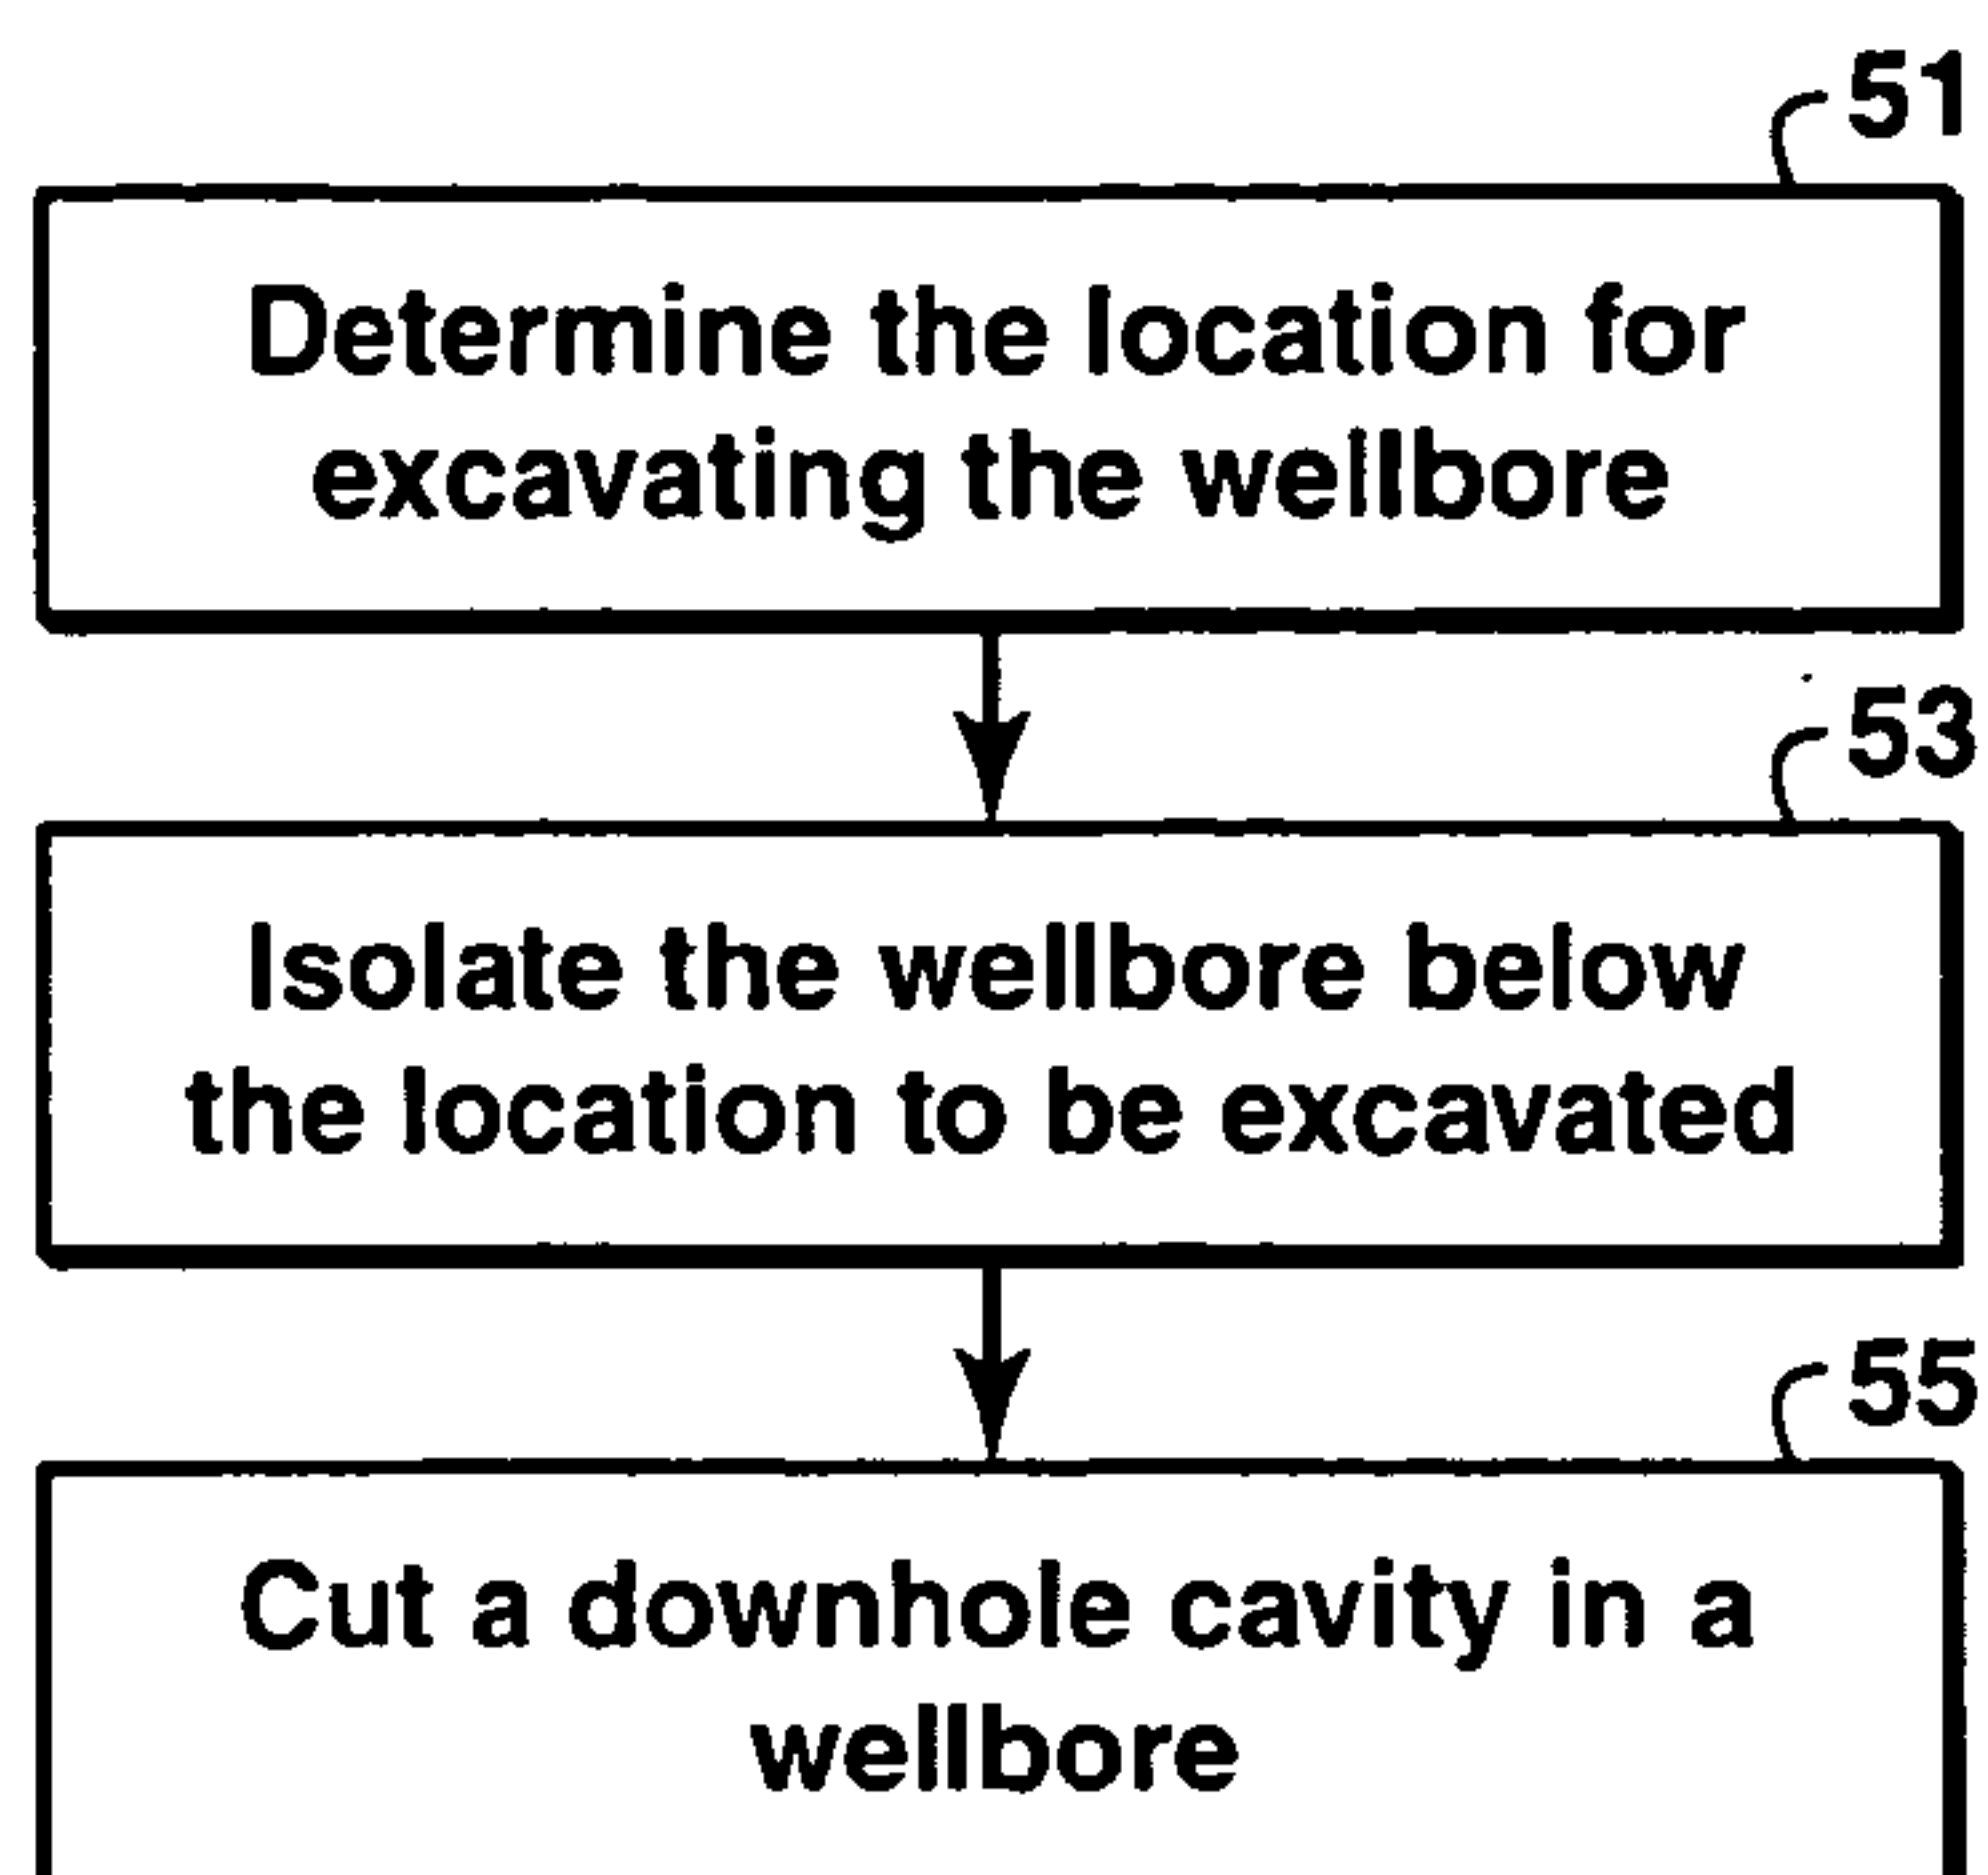 51
Determine the location for
excavating the wellbore
53
Isolate the wellbore below
the location to be excavated
55
Cut a downhole cavity in a
wellbore